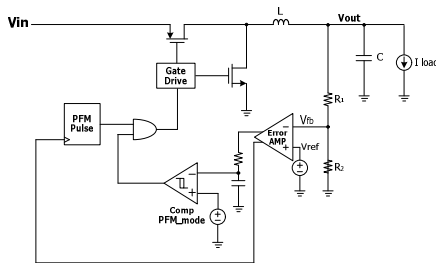 Vin
L
Vout
C
I load
Gate
Drive
R1
PFM
Pulse
Vfb
Error
AMP
Vref
R2
Comp
PFM_mode